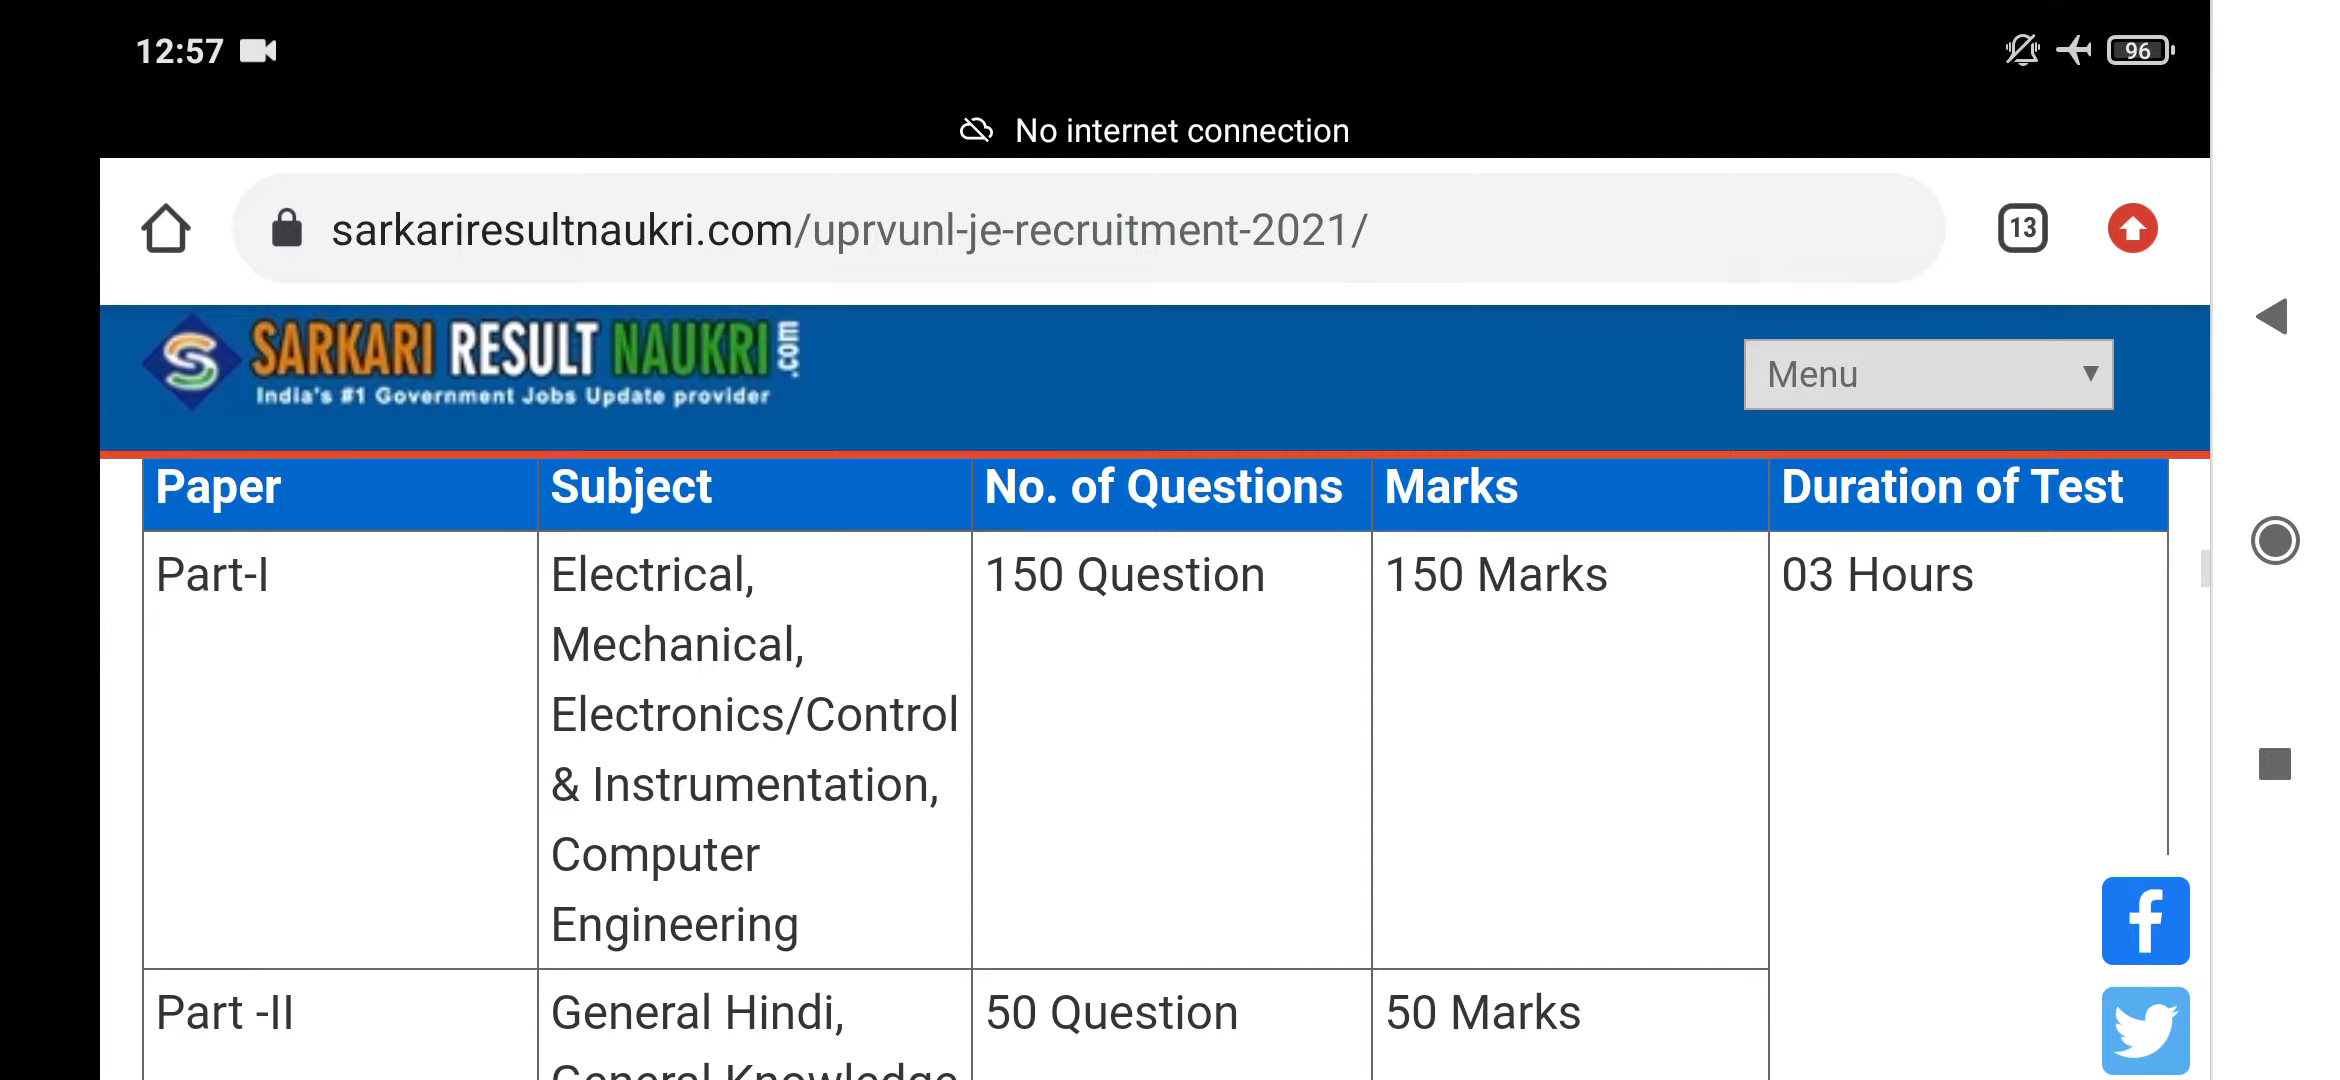 12:57
96
No internet connection
sarkariresultnaukri.com/uprvunl-je-recruitment-2021/
13
SARKARI RESULT NAUKRI .com
India's #1 Government Jobs Update provider
Menu
Paper Subject No. of Questions Marks Duration of Test
Part-I Electrical, 150 Question 150 Marks 03 Hours
Mechanical,
Electronics/Control
& Instrumentation,
Computer
Engineering
Part -II General Hindi, 50 Question 50 Marks
General Knowledge